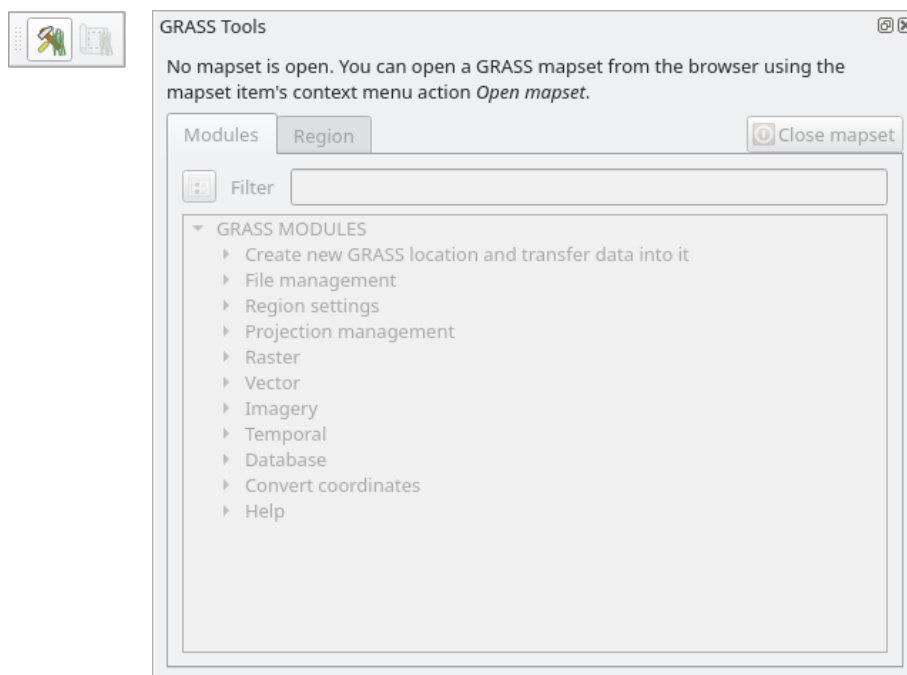 GRASS Tools
No mapset is open. You can open a GRASS mapset from the browser using the
mapset item's context menu action Open mapset.
Modules
Region
Close mapset
Filter
GRASS MODULES
Create new GRASS location and transfer data into it
File management
Region settings
Projection management
Raster
Vector
Imagery
Temporal
Database
Convert coordinates
Help